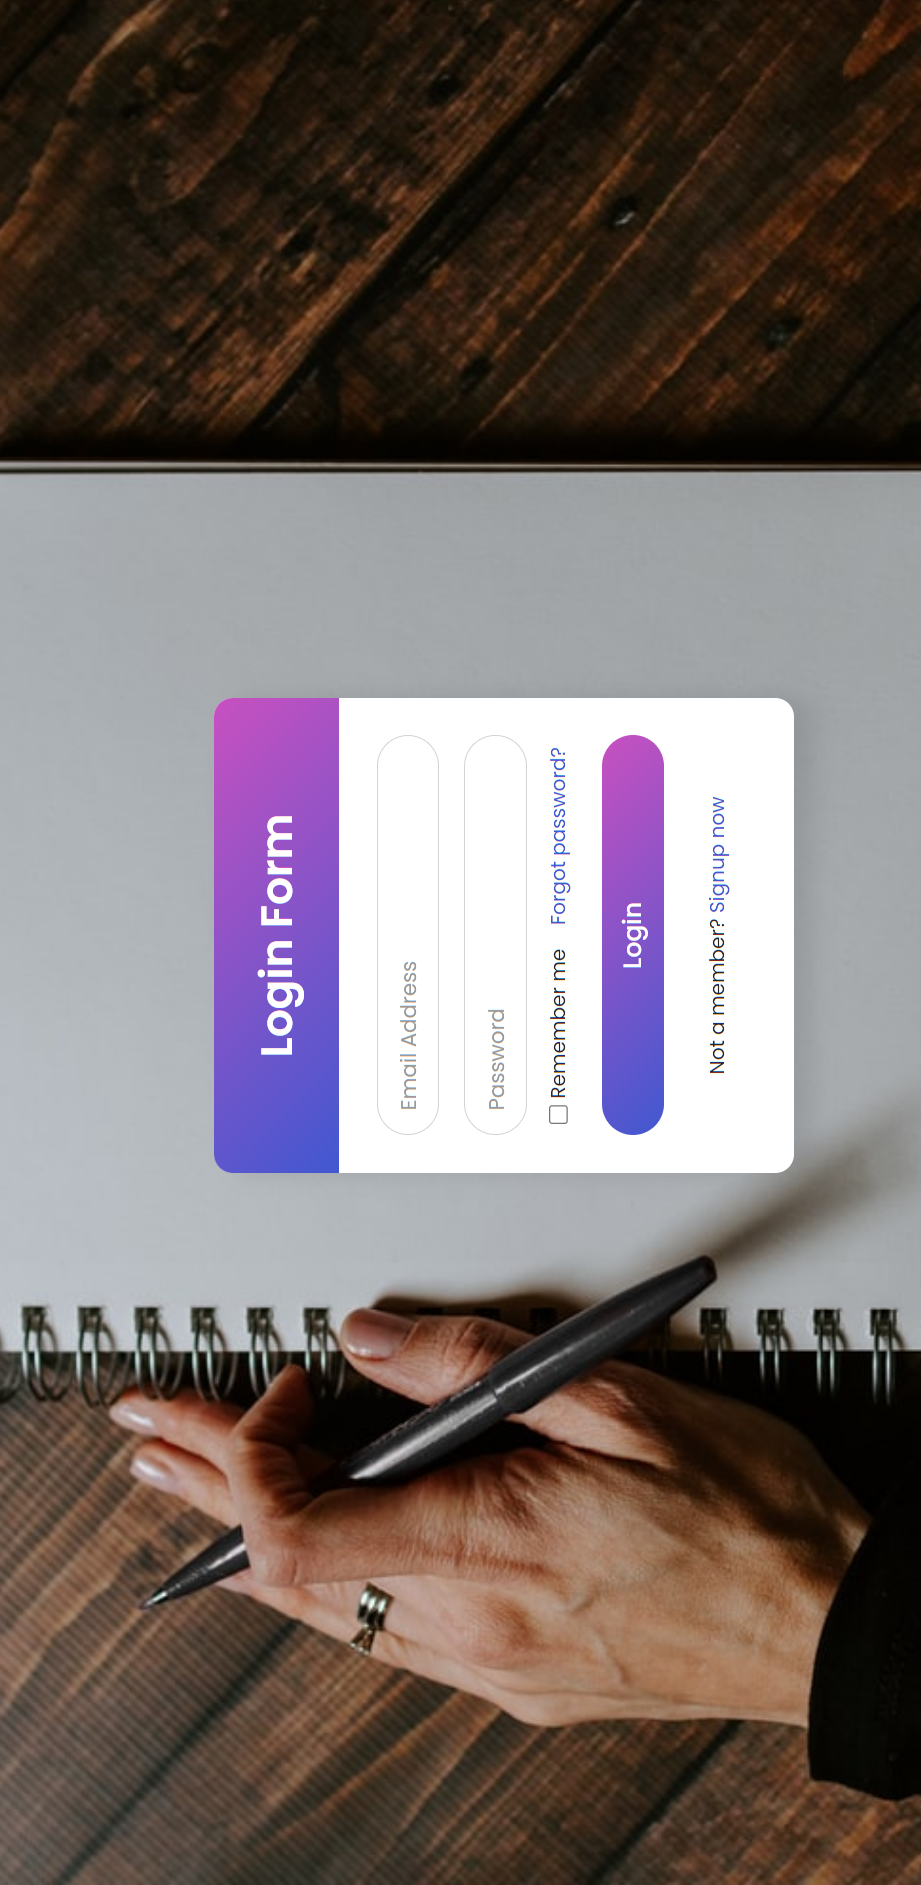 Login Form
Email Address
Password
Remember me Forgot password?
Login
Not a member? Signup now